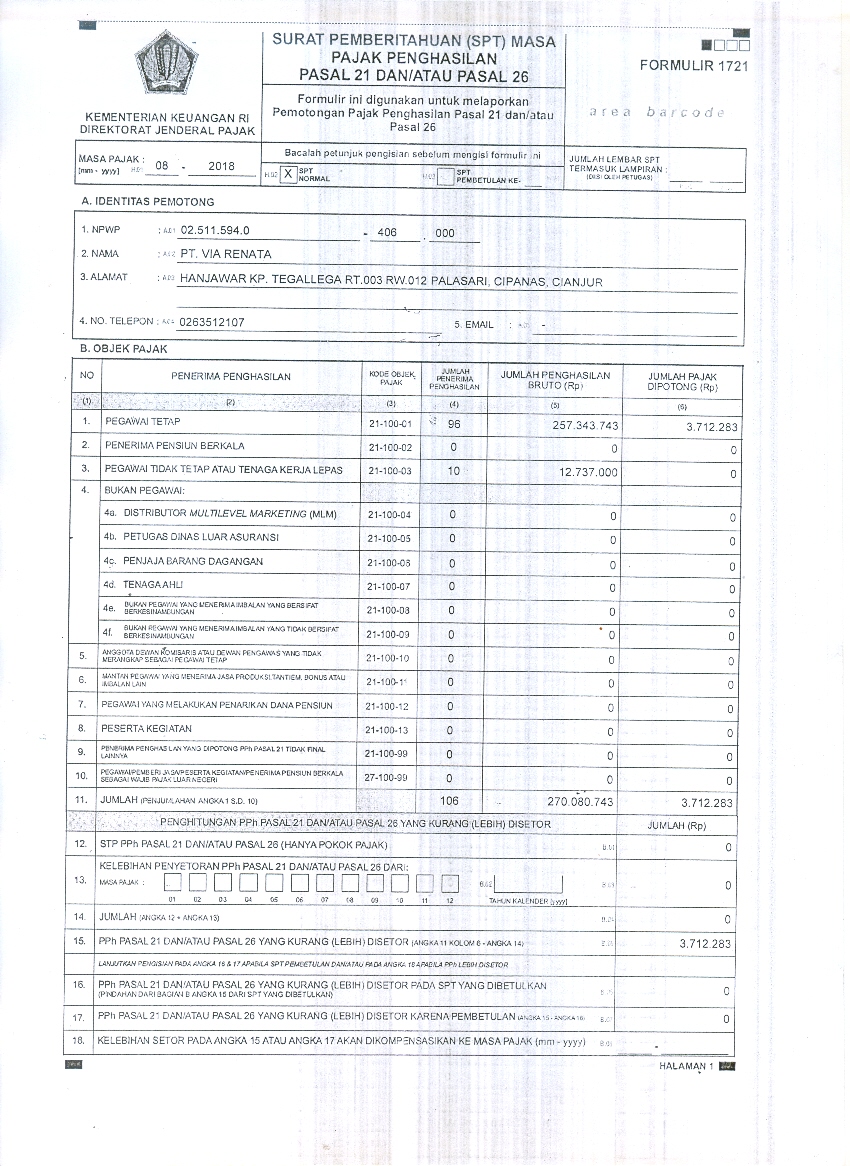 SURAT PEMBERITAHUAN (SPT) MASA
PAJAK PENGHASILAN
PASAL 21 DAN/ATAU PASAL 26
FORMULIR 1721
Formulir ini digunakan untuk melaporkan
Pemotongan Pajak Penghasilan Pasal 21 dan/atau
Pasal 26
area barcode
KEMENTERIAN KEUANGAN RI
DIREKTORAT JENDERAL PAJAK
Bacalah petunjuk pengisian sebelum mengisi formulir ini
MASA PAJAK :
[mm - yyyy] H.01 08 - 2018
H.02 X SPT NORMAL
H.03 SPT PEMBETULAN KE-
JUMLAH LEMBAR SPT
TERMASUK LAMPIRAN :
(DIISI OLEH PETUGAS)
A. IDENTITAS PEMOTONG
1. NPWP : A.01 02.511.594.0 - 406 . 000
2. NAMA : A.02 PT. VIA RENATA
3. ALAMAT : A.03 HANJAWAR KP. TEGALLEGA RT.003 RW.012 PALASARI, CIPANAS, CIANJUR
4. NO. TELEPON : A.04 0263512107 5. EMAIL : A.05 -
B. OBJEK PAJAK
NO PENERIMA PENGHASILAN KODE OBJEK PAJAK JUMLAH PENERIMA PENGHASILAN JUMLAH PENGHASILAN BRUTO (Rp) JUMLAH PAJAK DIPOTONG (Rp)
(1) (2) (3) (4) (5) (6)
1. PEGAWAI TETAP 21-100-01 96 257.343.743 3.712.283
2. PENERIMA PENSIUN BERKALA 21-100-02 0 0 0
3. PEGAWAI TIDAK TETAP ATAU TENAGA KERJA LEPAS 21-100-03 10 12.737.000 0
4. BUKAN PEGAWAI:
4a. DISTRIBUTOR MULTILEVEL MARKETING (MLM) 21-100-04 0 0 0
4b. PETUGAS DINAS LUAR ASURANSI 21-100-05 0 0 0
4c. PENJAJA BARANG DAGANGAN 21-100-06 0 0 0
4d. TENAGA AHLI 21-100-07 0 0 0
4e. BUKAN PEGAWAI YANG MENERIMA IMBALAN YANG BERSIFAT BERKESINAMBUNGAN 21-100-08 0 0 0
4f. BUKAN PEGAWAI YANG MENERIMA IMBALAN YANG TIDAK BERSIFAT BERKESINAMBUNGAN 21-100-09 0 0 0
5. ANGGOTA DEWAN KOMISARIS ATAU DEWAN PENGAWAS YANG TIDAK MERANGKAP SEBAGAI PEGAWAI TETAP 21-100-10 0 0 0
6. MANTAN PEGAWAI YANG MENERIMA JASA PRODUKSI, TANTIEM, BONUS ATAU IMBALAN LAIN 21-100-11 0 0 0
7. PEGAWAI YANG MELAKUKAN PENARIKAN DANA PENSIUN 21-100-12 0 0 0
8. PESERTA KEGIATAN 21-100-13 0 0 0
9. PENERIMA PENGHASILAN YANG DIPOTONG PPh PASAL 21 TIDAK FINAL LAINNYA 21-100-99 0 0 0
10. PEGAWAI/PEMBERI JASA/PESERTA KEGIATAN/PENERIMA PENSIUN BERKALA SEBAGAI WAJIB PAJAK LUAR NEGERI 27-100-99 0 0 0
11. JUMLAH (PENJUMLAHAN ANGKA 1 S.D. 10) 106 270.080.743 3.712.283
PENGHITUNGAN PPh PASAL 21 DAN/ATAU PASAL 26 YANG KURANG (LEBIH) DISETOR JUMLAH (Rp)
12. STP PPh PASAL 21 DAN/ATAU PASAL 26 (HANYA POKOK PAJAK) B.01 0
KELEBIHAN PENYETORAN PPh PASAL 21 DAN/ATAU PASAL 26 DARI:
13. MASA PAJAK : B.02 B.03 0
01 02 03 04 05 06 07 08 09 10 11 12 TAHUN KALENDER [yyyy]
14. JUMLAH (ANGKA 12 + ANGKA 13) B.04 0
15. PPh PASAL 21 DAN/ATAU PASAL 26 YANG KURANG (LEBIH) DISETOR (ANGKA 11 KOLOM 6 - ANGKA 14) B.05 3.712.283
LANJUTKAN PENGISIAN PADA ANGKA 16 & 17 APABILA SPT PEMBETULAN DAN/ATAU PADA ANGKA 18 APABILA PPh LEBIH DISETOR
16. PPh PASAL 21 DAN/ATAU PASAL 26 YANG KURANG (LEBIH) DISETOR PADA SPT YANG DIBETULKAN
(PINDAHAN DARI BAGIAN B ANGKA 15 DARI SPT YANG DIBETULKAN) 0
17. PPh PASAL 21 DAN/ATAU PASAL 26 YANG KURANG (LEBIH) DISETOR KARENA PEMBETULAN (ANGKA 15 - ANGKA 16) B.07 0
18. KELEBIHAN SETOR PADA ANGKA 15 ATAU ANGKA 17 AKAN DIKOMPENSASIKAN KE MASA PAJAK (mm - yyyy) B.08 -
HALAMAN 1